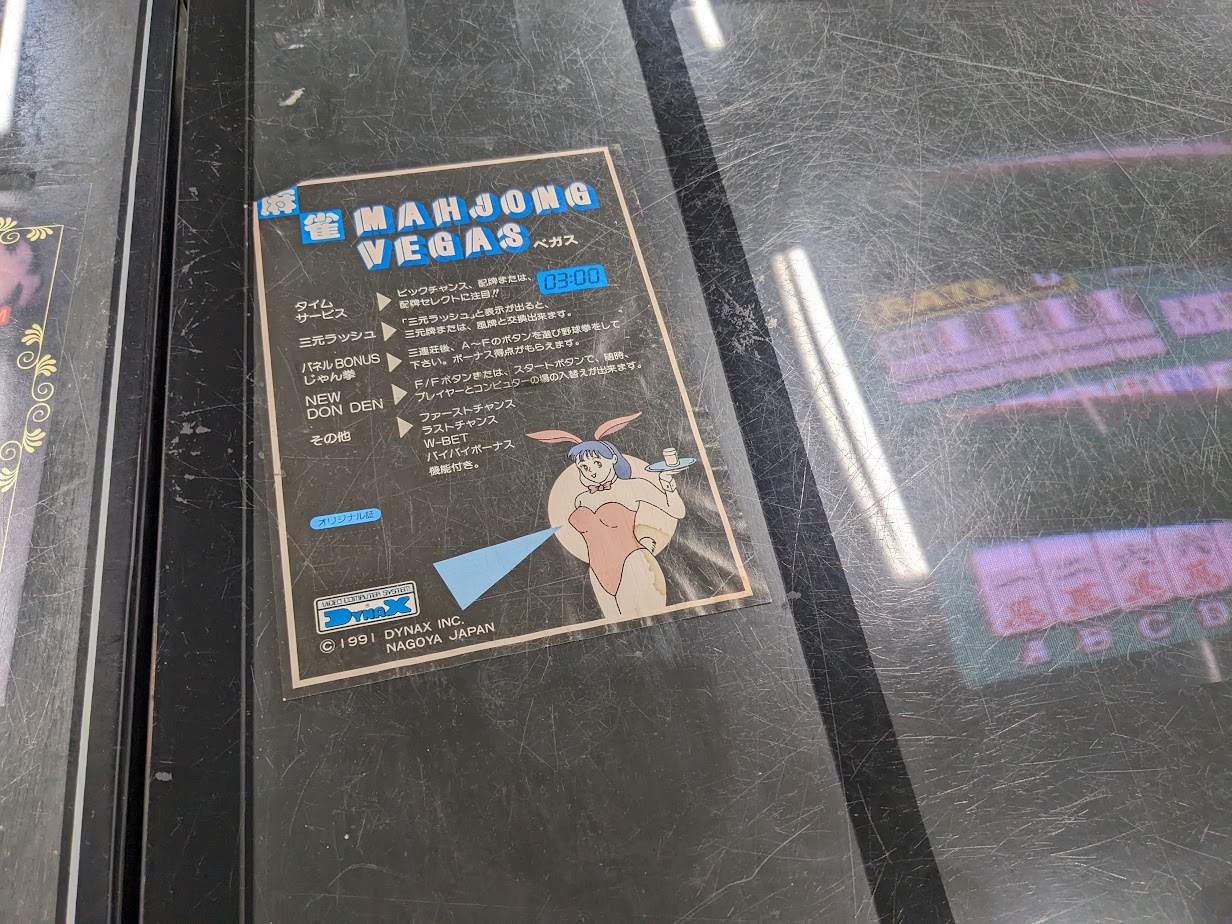 麻雀 MAHJONG
VEGAS ベガス
03:00
タイム
サービス
ビックチャンス、配牌または、
配牌セレクトに注目!!
三元ラッシュ
「三元ラッシュ」と表示が出ると、
三元牌または、風牌と交換出来ます。
パネルBONUS
じゃん拳
三連荘後、A〜Fのボタンを選び野球拳をして
下さい。ボーナス得点がもらえます。
NEW
DON DEN
F/Fボタンまたは、スタートボタンで、随時、
プレイヤーとコンピューターの場の入替えが出来ます。
その他
ファーストチャンス
ラストチャンス
W-BET
バイバイボーナス
機能付き。
オリジナル証
VIDEO COMPUTER SYSTEM
DYNAX
© 1991 DYNAX INC.
NAGOYA JAPAN
A B C D